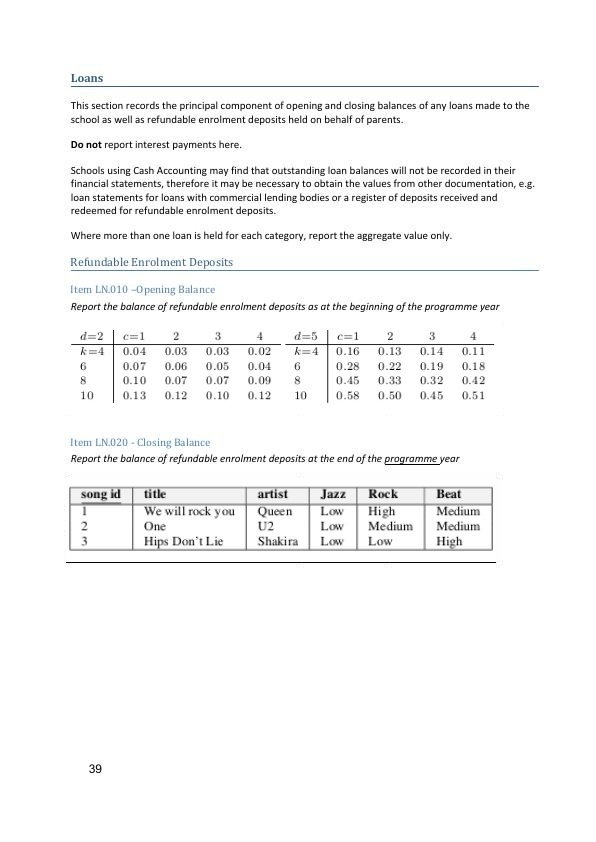 Loans
This section records the principal component of opening and closing balances of any loans made to the
school as well as refundable enrolment deposits held on behalf of parents.
Do not report interest payments here.
Schools using Cash Accounting may find that outstanding loan balances will not be recorded in their
financial statements, therefore it may be necessary to obtain the values from other documentation, e.g.
loan statements for loans with commercial lending bodies or a register of deposits received and
redeemed for refundable enrolment deposits.
Where more than one loan is held for each category, report the aggregate value only.
Refundable Enrolment Deposits
Item LN.010 –Opening Balance
Report the balance of refundable enrolment deposits as at the beginning of the programme year
d=2 c=1 2 3 4 d=5 c=1 2 3 4
k=4 0.04 0.03 0.03 0.02 k=4 0.16 0.13 0.14 0.11
6 0.07 0.06 0.05 0.04 6 0.28 0.22 0.19 0.18
8 0.10 0.07 0.07 0.09 8 0.45 0.33 0.32 0.42
10 0.13 0.12 0.10 0.12 10 0.58 0.50 0.45 0.51
Item LN.020 - Closing Balance
Report the balance of refundable enrolment deposits at the end of the programme year
song id title artist Jazz Rock Beat
1 We will rock you Queen Low High Medium
2 One U2 Low Medium Medium
3 Hips Don't Lie Shakira Low Low High
39